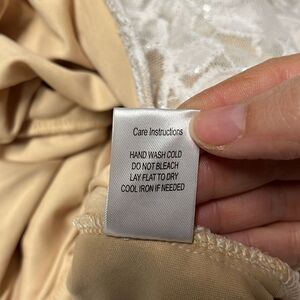 Care Instructions
HAND WASH COLD
DO NOT BLEACH
LAY FLAT TO DRY
COOL IRON IF NEEDED